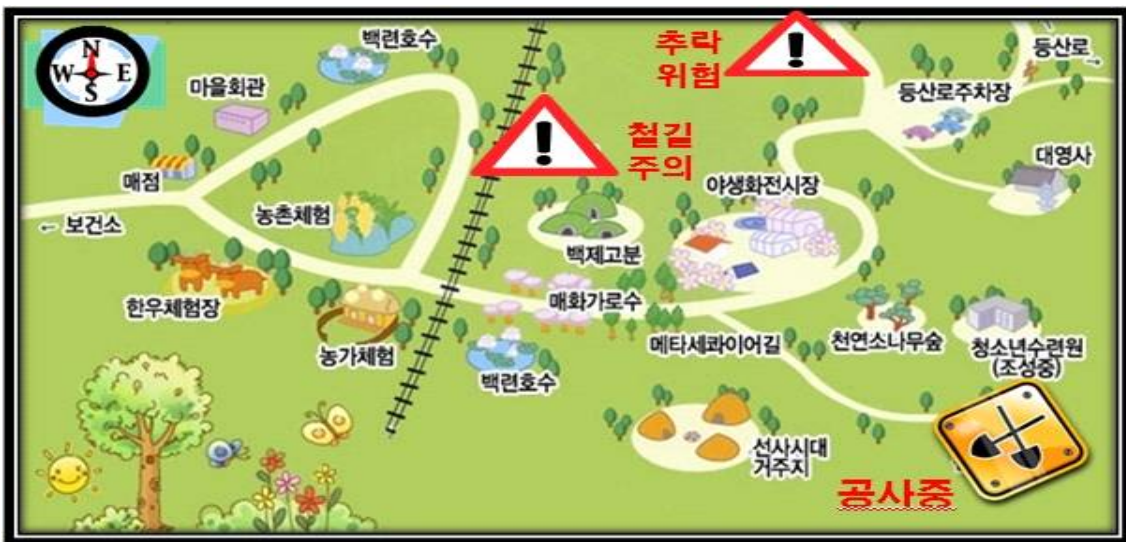 N
W E
S
백련호수
추락
위험
등산로
마을회관
등산로주차장
철길
주의
대영사
매점
야생화전시장
← 보건소
농촌체험
백제고분
한우체험장
매화가로수
농가체험
백련호수
메타세콰이어길
천연소나무숲
청소년수련원
(조성중)
선사시대
거주지
공사중